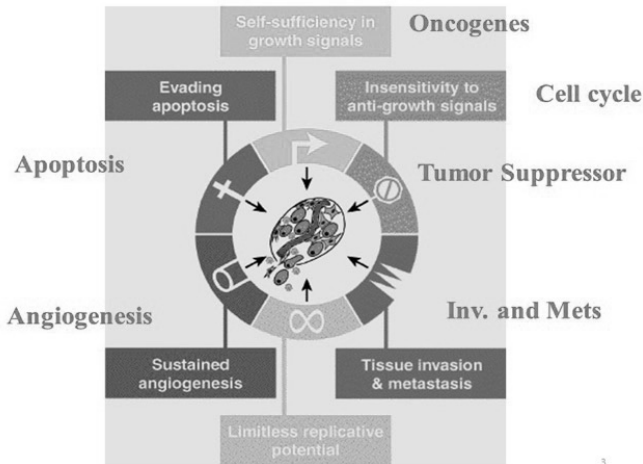 Self-sufficiency in
growth signals
Oncogenes
Evading
apoptosis
Insensitivity to
anti-growth signals
Cell cycle
Apoptosis
Tumor Suppressor
Angiogenesis
Inv. and Mets
Sustained
angiogenesis
Tissue invasion
& metastasis
Limitless replicative
potential
3